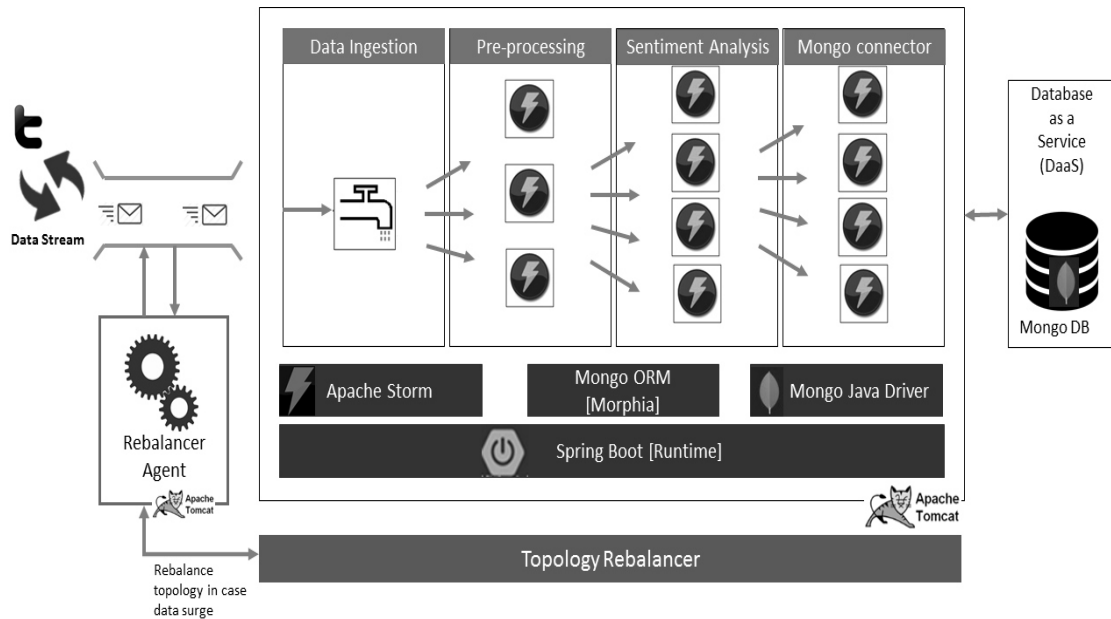 Data Ingestion
Pre-processing
Sentiment Analysis
Mongo connector
Data Stream
Database
as a
Service
(DaaS)
Mongo DB
Rebalancer
Agent
Apache
Tomcat
Apache Storm
Mongo ORM
[Morphia]
Mongo Java Driver
Spring Boot [Runtime]
Apache
Tomcat
Topology Rebalancer
Rebalance
topology in case
data surge